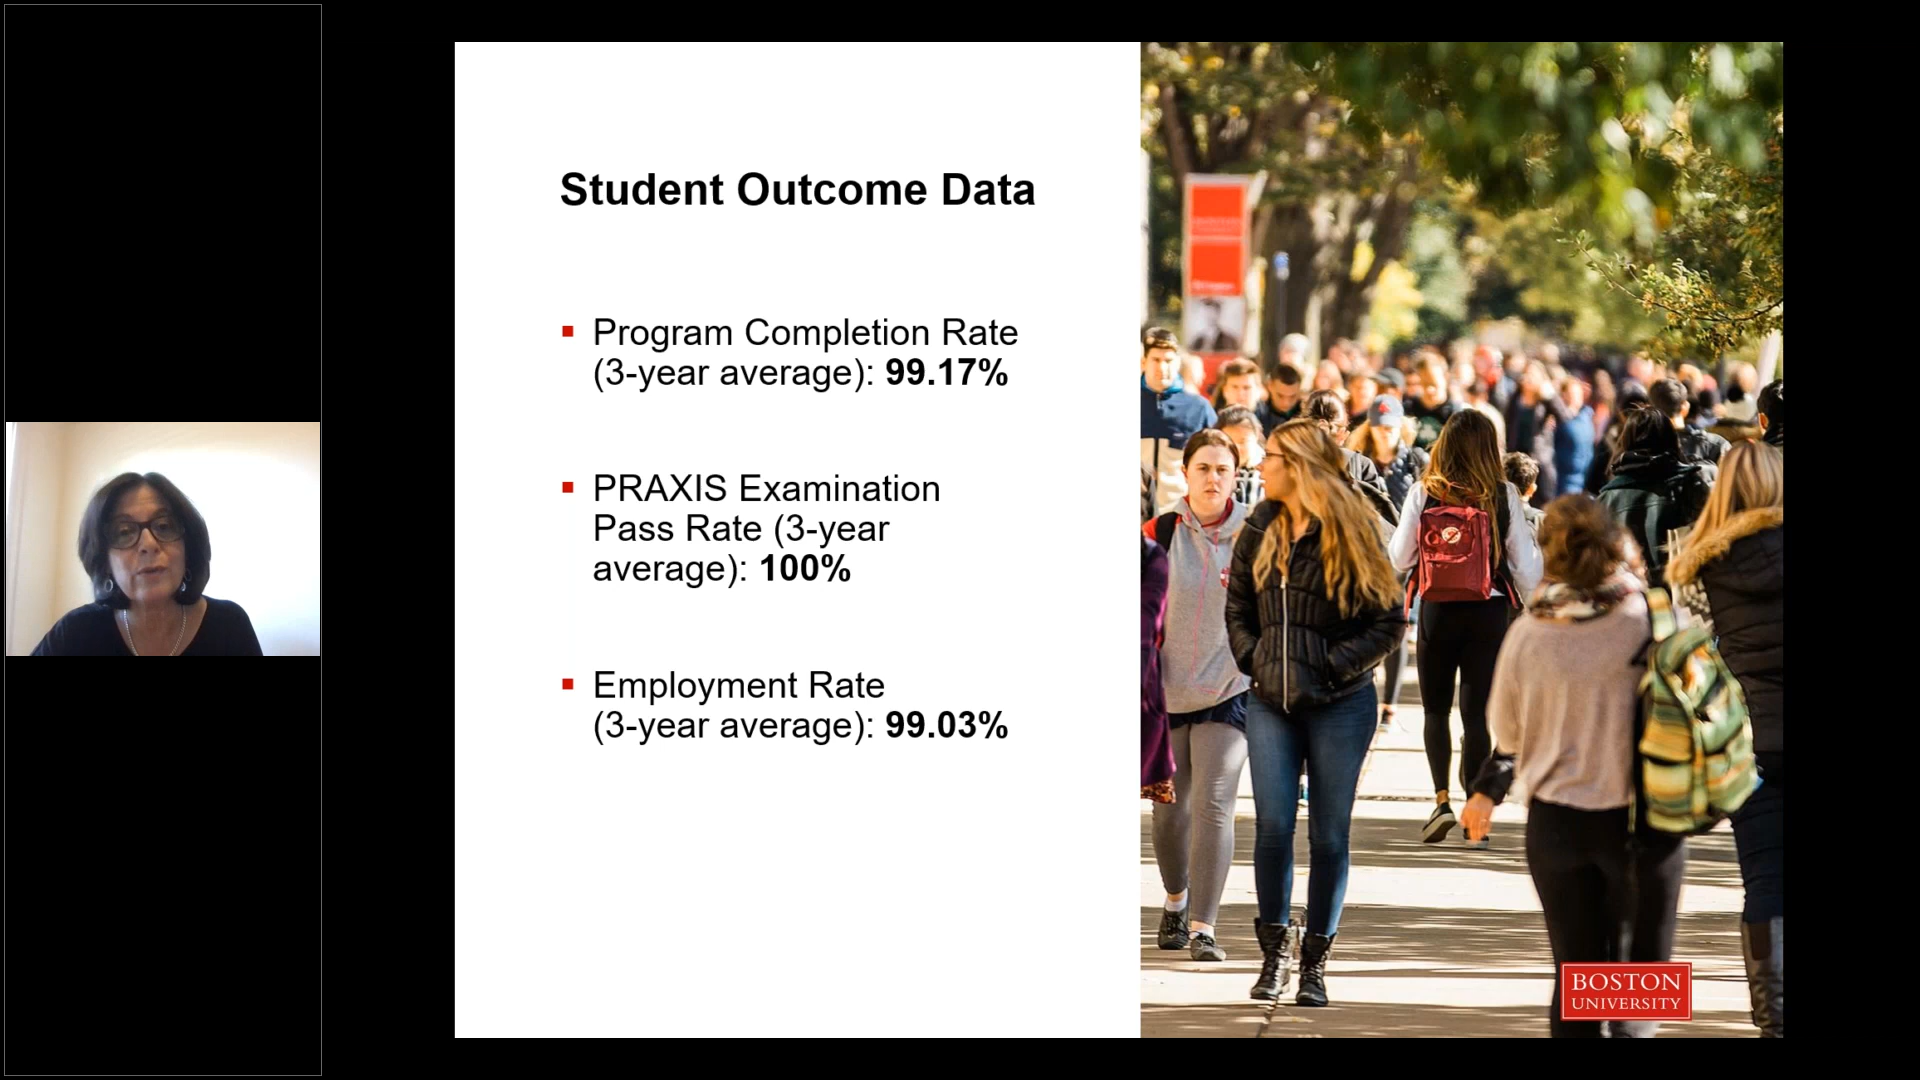 Student Outcome Data
▪ Program Completion Rate
(3-year average): 99.17%
▪ PRAXIS Examination
Pass Rate (3-year
average): 100%
▪ Employment Rate
(3-year average): 99.03%
BOSTON
UNIVERSITY